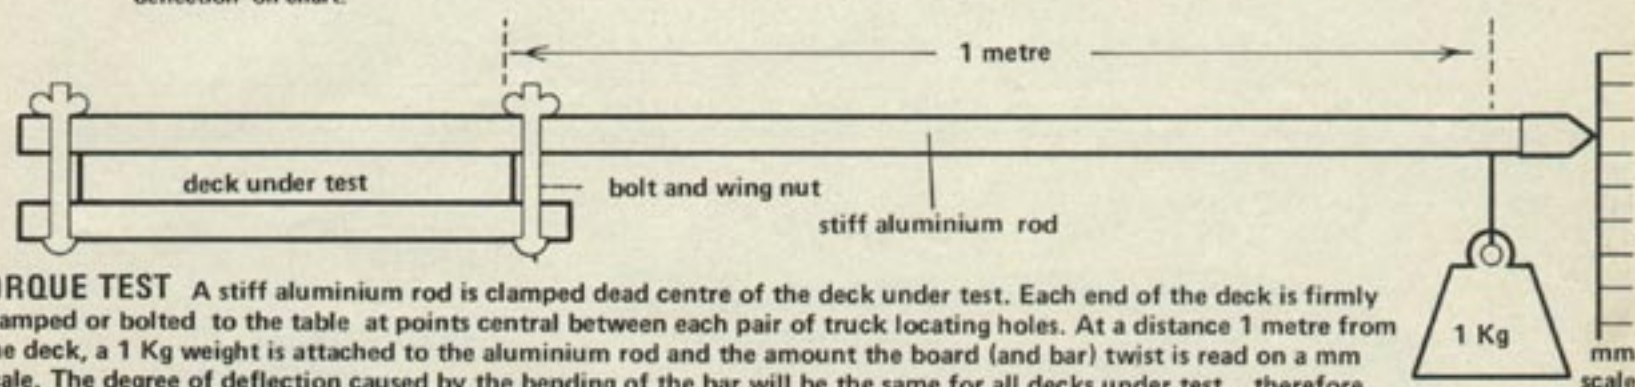 deflection on chart.
1 metre
deck under test
bolt and wing nut
stiff aluminium rod
1 Kg
mm
scale
ORQUE TEST A stiff aluminium rod is clamped dead centre of the deck under test. Each end of the deck is firmly
amped or bolted to the table at points central between each pair of truck locating holes. At a distance 1 metre from
e deck, a 1 Kg weight is attached to the aluminium rod and the amount the board (and bar) twist is read on a mm
ale. The degree of deflection caused by the bending of the bar will be the same for all decks under test therefore